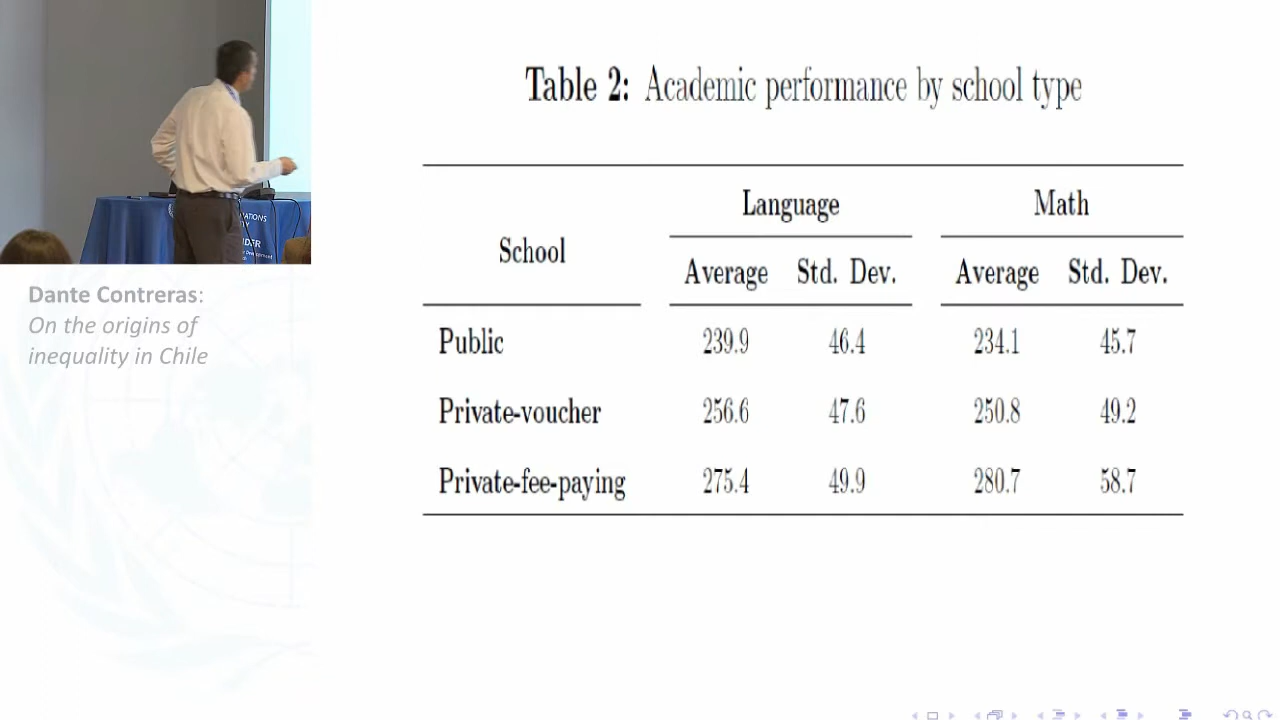 Table 2: Academic performance by school type
Language Math
School
Average Std. Dev. Average Std. Dev.
Public 239.9 46.4 234.1 45.7
Private-voucher 256.6 47.6 250.8 49.2
Private-fee-paying 275.4 49.9 280.7 58.7
Dante Contreras:
On the origins of
inequality in Chile